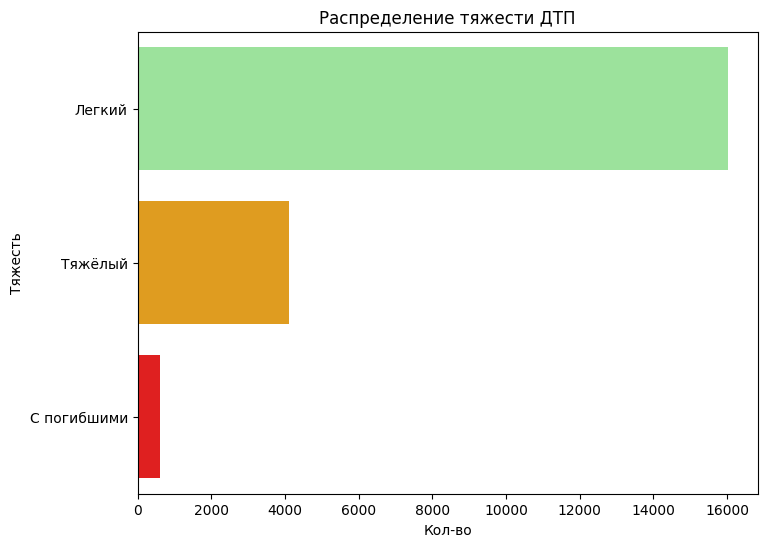 Распределение тяжести ДТП
Легкий
Тяжёлый
С погибшими
Тяжесть
0 2000 4000 6000 8000 10000 12000 14000 16000
Кол-во